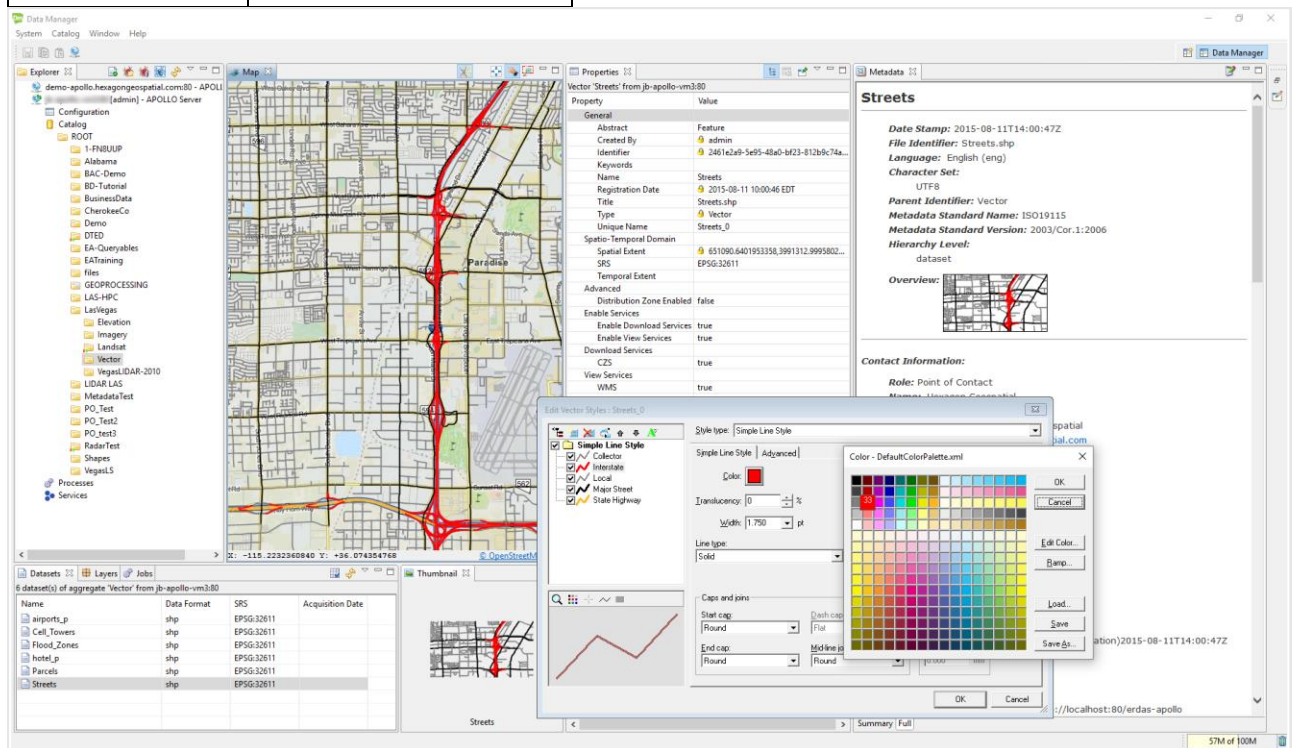 Data Manager
System Catalog Window Help
Data Manager
Explorer
demo-apollo.hexagongeospatial.com:80 - APOLL
[admin] - APOLLO Server
Configuration
Catalog
ROOT
1-FN8UUP
Alabama
BAC-Demo
BD-Tutorial
BusinessData
CherokeeCo
Demo
DTED
EA-Queryables
EATraining
files
GEOPROCESSING
LAS-HPC
LasVegas
Elevation
Imagery
Landsat
Vector
VegasLIDAR-2010
LIDAR LAS
MetadataTest
PO_Test
PO_Test2
PO_test3
RadarTest
Shapes
VegasLS
Processes
Services
Map
Paradise
562
X: -115.2232360840 Y: +36.074354768
© OpenStreetM
Properties
Vector 'Streets' from jb-apollo-vm3:80
Property Value
General
Abstract Feature
Created By admin
Identifier 2461e2a9-5e95-48a0-bf23-812b9c74a...
Keywords
Name Streets
Registration Date 2015-08-11 10:00:46 EDT
Title Streets.shp
Type Vector
Unique Name Streets_0
Spatio-Temporal Domain
Spatial Extent 651090.6401953358,3991312.9995802...
SRS EPSG:32611
Temporal Extent
Advanced
Distribution Zone Enabled false
Enable Services
Enable Download Services true
Enable View Services true
Download Services
CZS true
View Services
WMS true
Metadata
Streets
Date Stamp: 2015-08-11T14:00:47Z
File Identifier: Streets.shp
Language: English (eng)
Character Set:
UTF8
Parent Identifier: Vector
Metadata Standard Name: ISO19115
Metadata Standard Version: 2003/Cor.1:2006
Hierarchy Level:
dataset
Overview:
Contact Information:
Role: Point of Contact
Name: Hexagon Geospatial
spatial
ial.com
ation)2015-08-11T14:00:47Z
://localhost:80/erdas-apollo
Summary Full
Edit Vector Styles : Streets_0
Simple Line Style
Collector
Interstate
Local
Major Street
State Highway
Style type: Simple Line Style
Simple Line Style Advanced
Color:
Translucency: 0 %
Width: 1.750 pt
Line type:
Solid
Caps and joins
Start cap: Dash cap
Round Flat
End cap: Mid-line jo
Round Round 0.000 mm
OK Cancel
Color - DefaultColorPalette.xml
33
OK
Cancel
Edit Color...
Ramp...
Load...
Save
Save As...
Datasets Layers Jobs
6 dataset(s) of aggregate 'Vector' from jb-apollo-vm3:80
Name Data Format SRS Acquisition Date
airports_p shp EPSG:32611
Cell_Towers shp EPSG:32611
Flood_Zones shp EPSG:32611
hotel_p shp EPSG:32611
Parcels shp EPSG:32611
Streets shp EPSG:32611
Thumbnail
Streets
57M of 100M